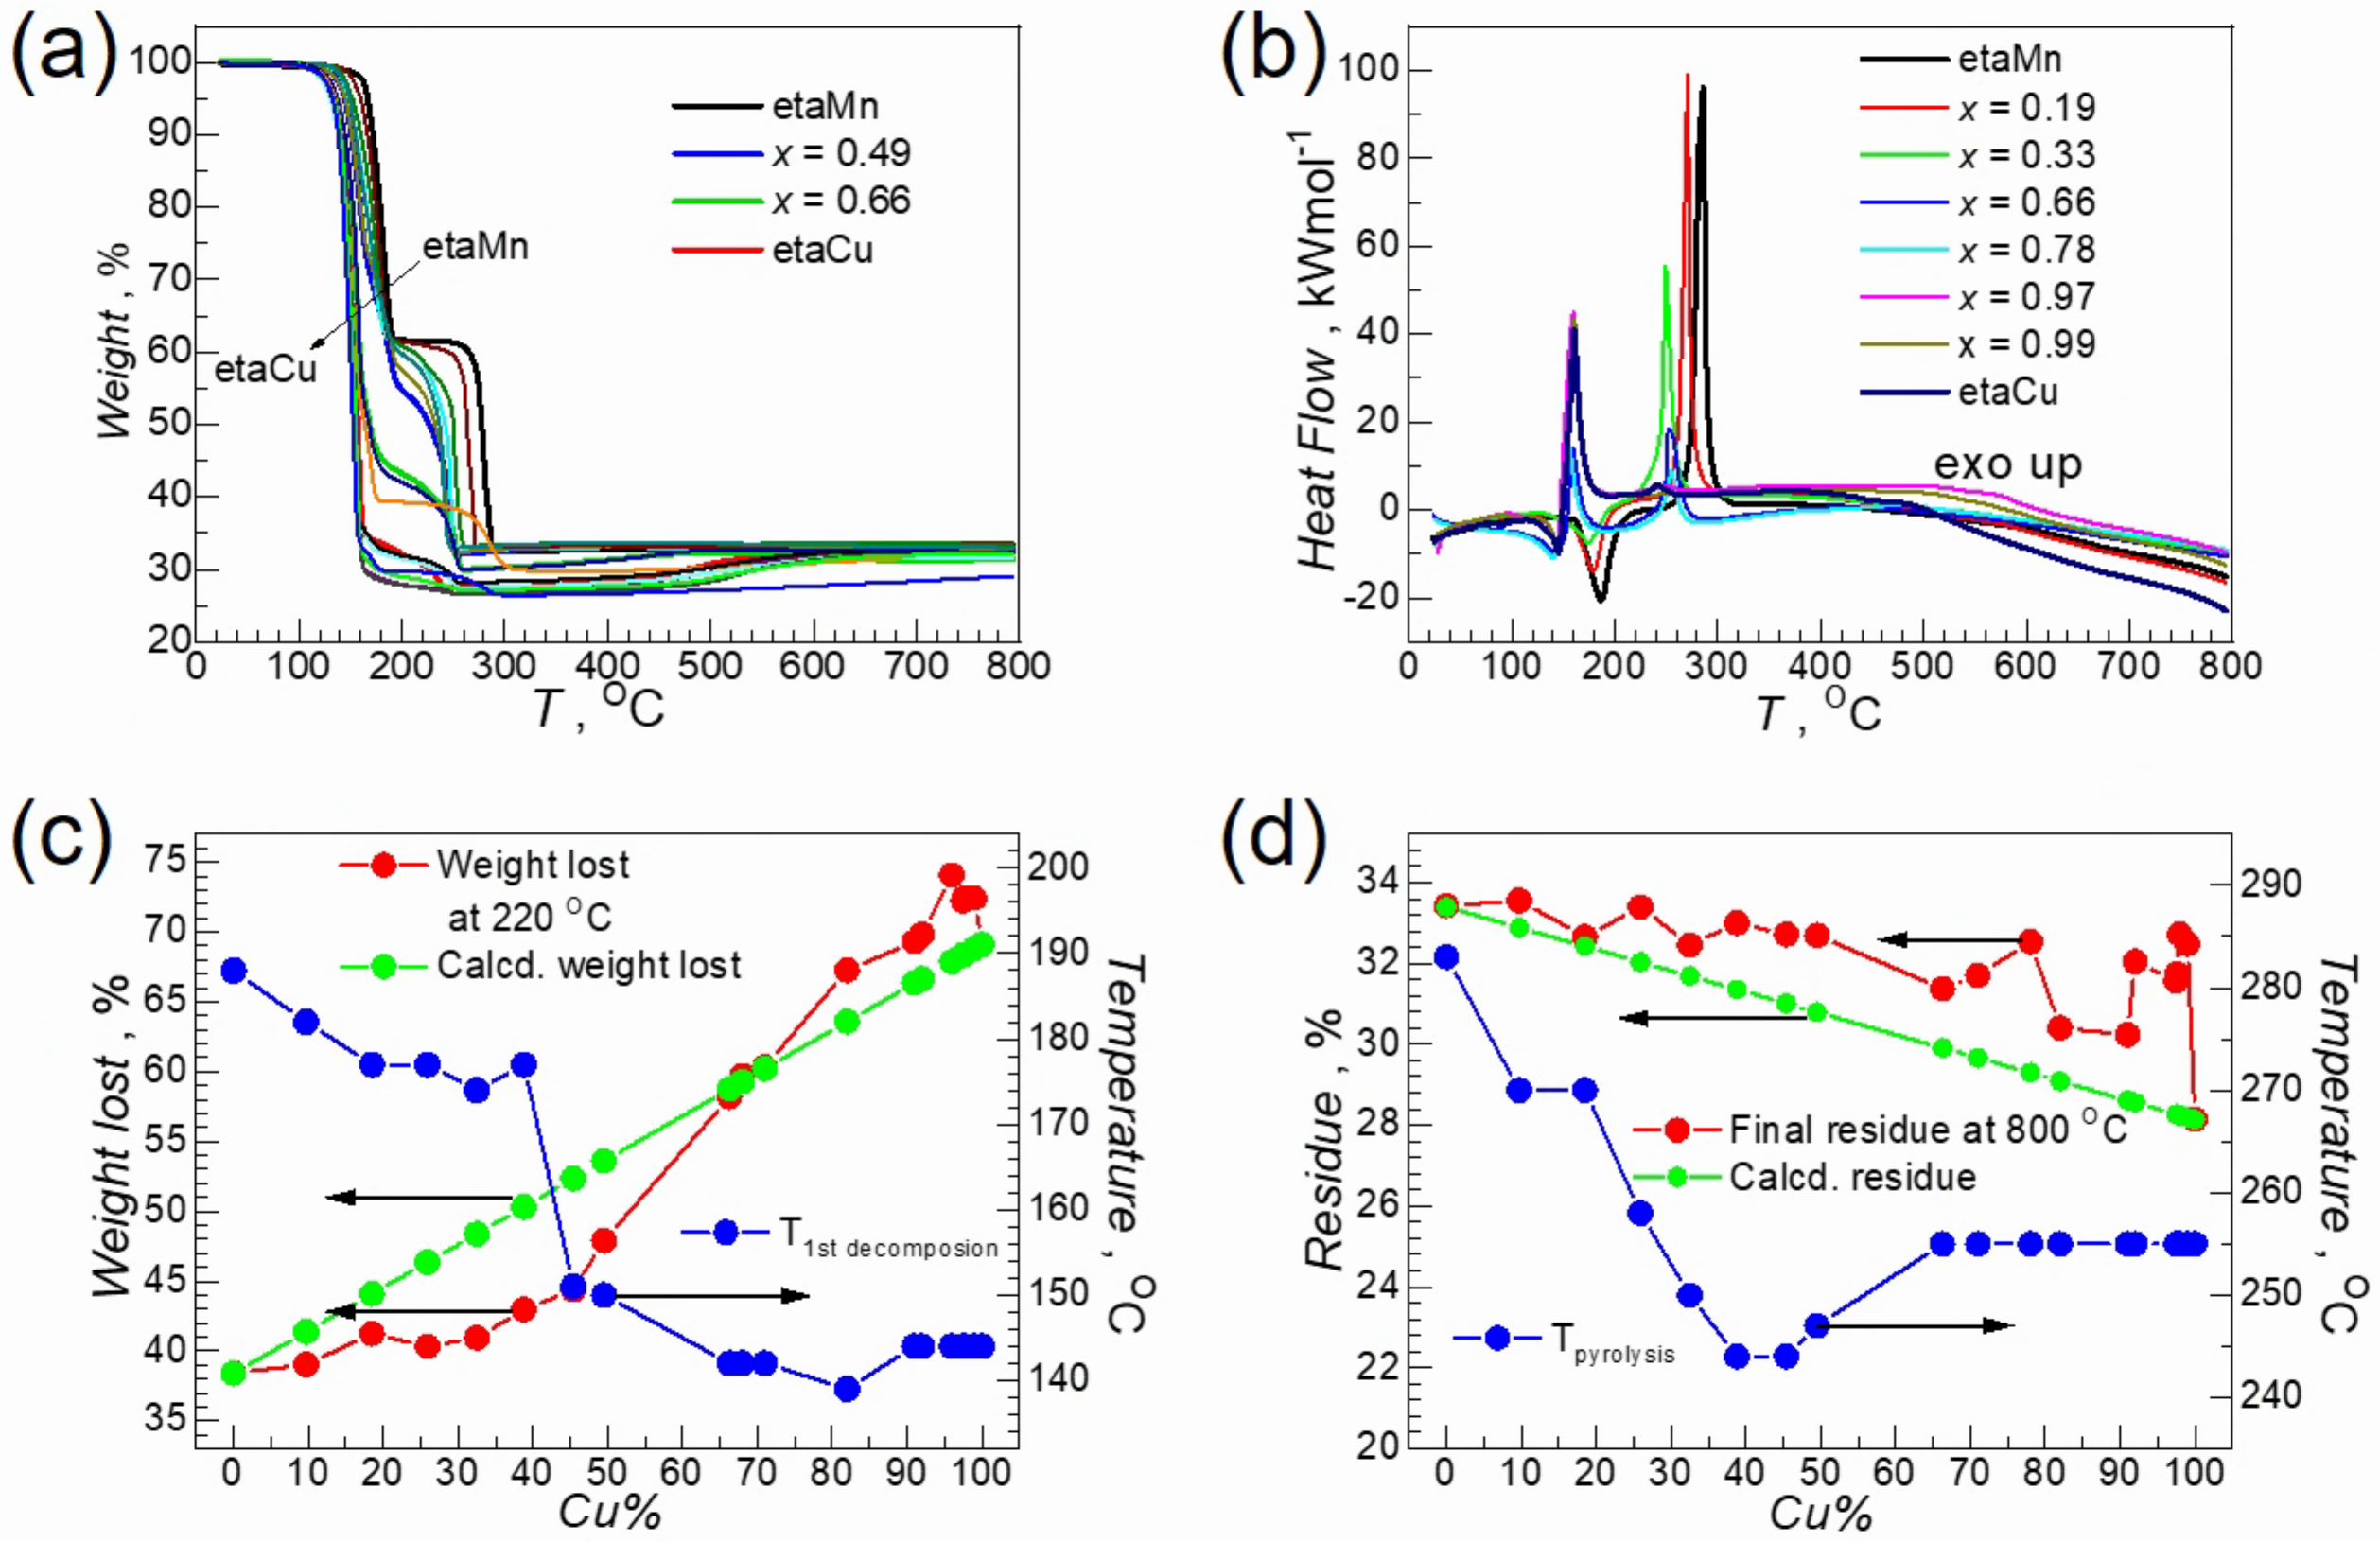 (a)
100
90
80
70
60
50
40
30
20
Weight , %
etaMn
x = 0.49
x = 0.66
etaCu
etaMn
etaCu
0 100 200 300 400 500 600 700 800
T , °C
(b)
100
80
60
40
20
0
-20
Heat Flow , kWmol⁻¹
etaMn
x = 0.19
x = 0.33
x = 0.66
x = 0.78
x = 0.97
x = 0.99
etaCu
exo up
0 100 200 300 400 500 600 700 800
T , °C
(c)
75
70
65
60
55
50
45
40
35
Weight lost , %
Weight lost
at 220 °C
Calcd. weight lost
T1st decomposion
200
190
180
170
160
150
140
Temperature , °C
0 10 20 30 40 50 60 70 80 90 100
Cu%
(d)
34
32
30
28
26
24
22
20
Residue , %
Final residue at 800 °C
Calcd. residue
Tpyrolysis
290
280
270
260
250
240
Temperature , °C
0 10 20 30 40 50 60 70 80 90 100
Cu%